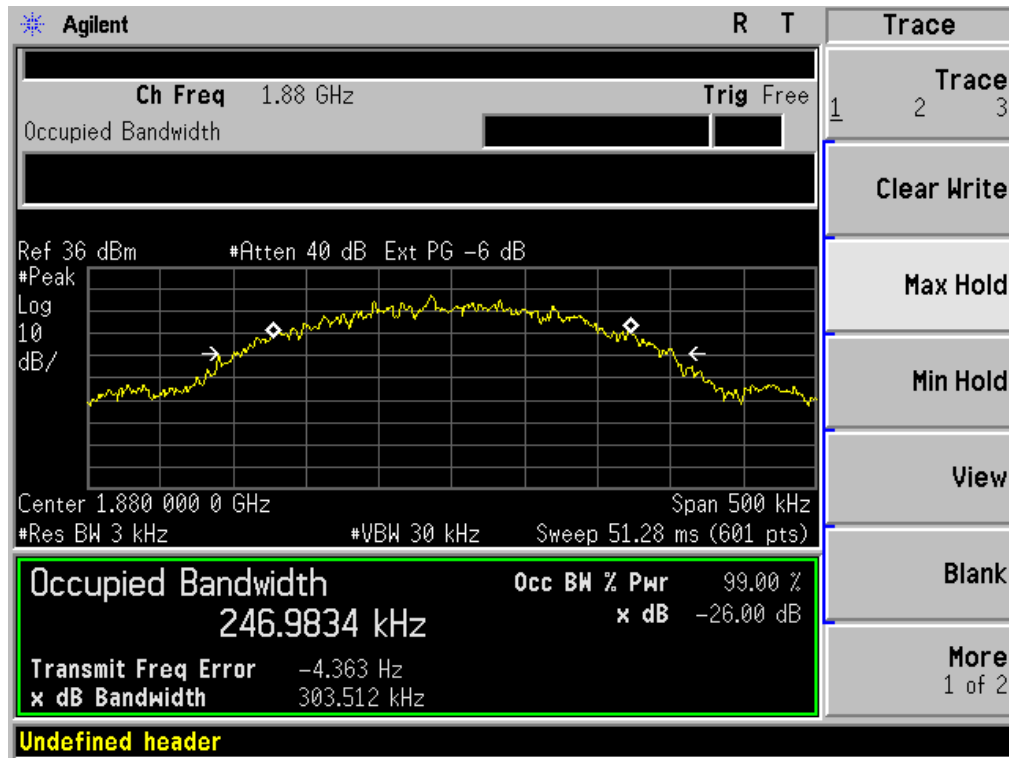 Agilent R T Trace
Ch Freq 1.88 GHz Trig Free
Occupied Bandwidth
Trace
1 2 3
Clear Write
Ref 36 dBm #Atten 40 dB Ext PG -6 dB
#Peak
Log
10
dB/
Max Hold
Min Hold
View
Center 1.880 000 0 GHz Span 500 kHz
#Res BW 3 kHz #VBW 30 kHz Sweep 51.28 ms (601 pts)
Occupied Bandwidth Occ BW % Pwr 99.00 %
246.9834 kHz x dB -26.00 dB
Transmit Freq Error -4.363 Hz
x dB Bandwidth 303.512 kHz
Blank
More
1 of 2
Undefined header